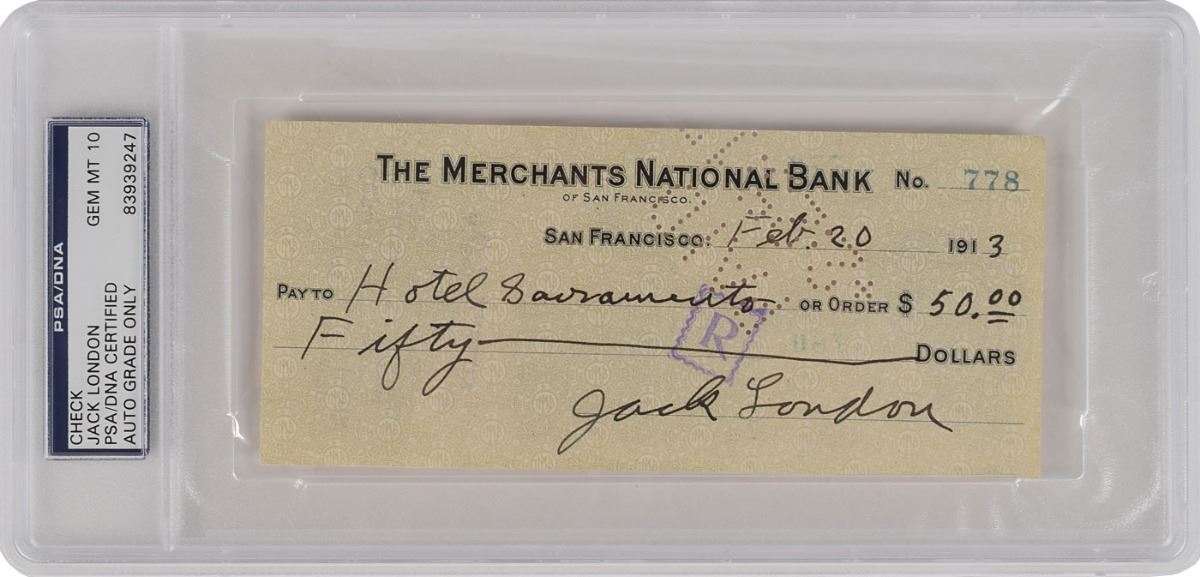 PSA/DNA
CHECK
JACK LONDON
PSA/DNA CERTIFIED
AUTO GRADE ONLY
GEM MT 10
83939247
THE MERCHANTS NATIONAL BANK No. 778
OF SAN FRANCISCO.
SAN FRANCISCO, Feb. 20 1913
PAY TO Hotel Sacramento OR ORDER $ 50.00
R
Fifty DOLLARS
Jack London